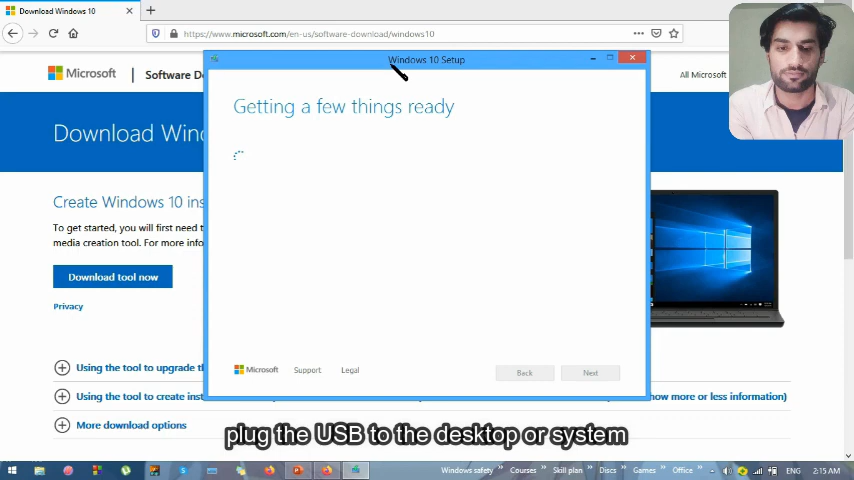 Download Windows 10
https://www.microsoft.com/en-us/software-download/windows10
Microsoft
Software Do
All Microsoft
Windows 10 Setup
Getting a few things ready
Download Wind
Create Windows 10 ins
To get started, you will first need t
media creation tool. For more infor
Download tool now
Privacy
Microsoft
Support
Legal
Back
Next
Using the tool to upgrade th
Using the tool to create inst
how more or less information)
More download options
plug the USB to the desktop or system
Windows safety
Courses
Skill plan
Discs
Games
Office
ENG
2:15 AM